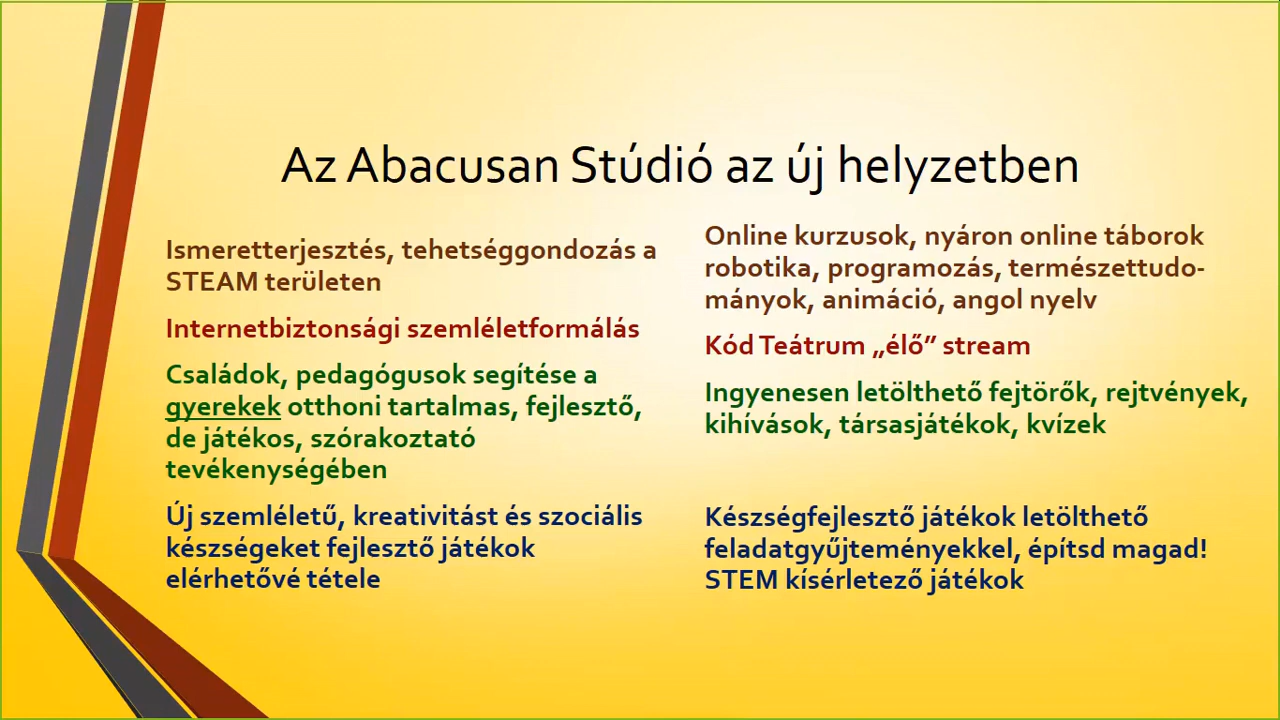 Az Abacusan Stúdió az új helyzetben
Ismeretterjesztés, tehetséggondozás a
STEAM területen
Internetbiztonsági szemléletformálás
Családok, pedagógusok segítése a
gyerekek otthoni tartalmas, fejlesztő,
de játékos, szórakoztató
tevékenységében
Új szemléletű, kreativitást és szociális
készségeket fejlesztő játékok
elérhetővé tétele
Online kurzusok, nyáron online táborok
robotika, programozás, természettudo-
mányok, animáció, angol nyelv
Kód Teátrum „élő” stream
Ingyenesen letölthető fejtörők, rejtvények,
kihívások, társasjátékok, kvízek
Készségfejlesztő játékok letölthető
feladatgyűjteményekkel, építsd magad!
STEM kísérletező játékok